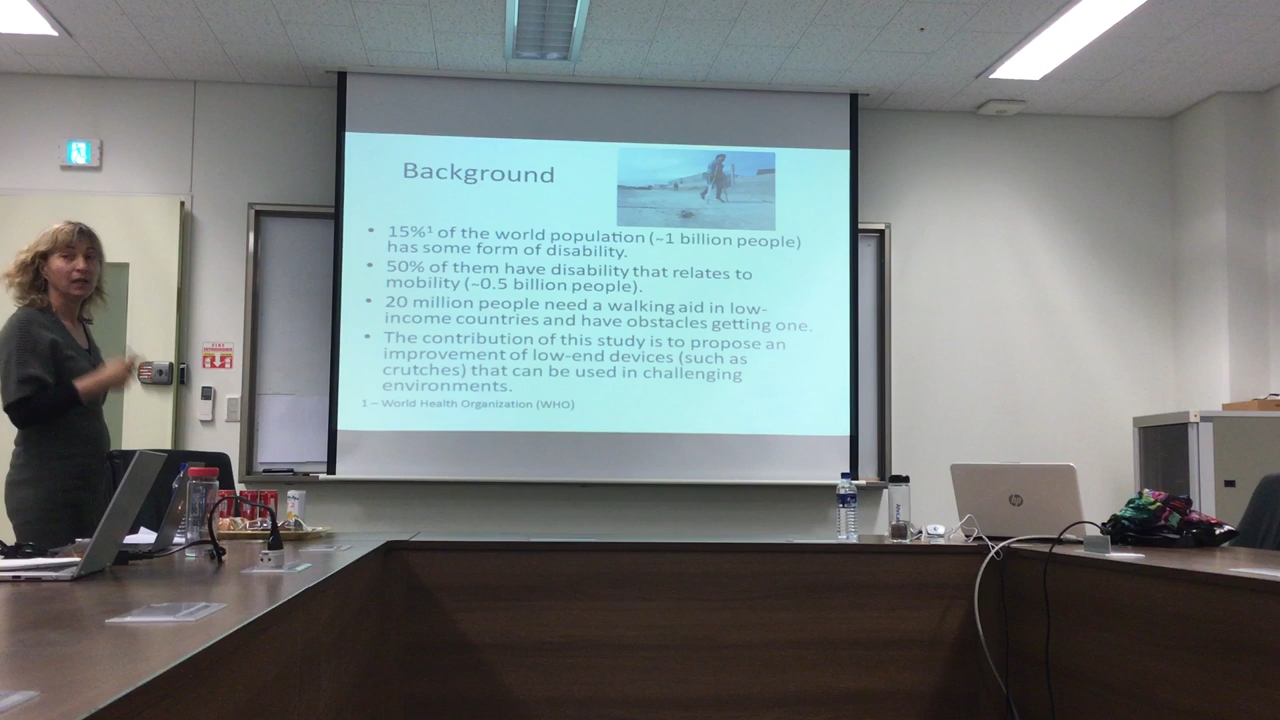 Background
• 15%¹ of the world population (~1 billion people)
has some form of disability.
• 50% of them have disability that relates to
mobility (~0.5 billion people).
• 20 million people need a walking aid in low-
income countries and have obstacles getting one.
• The contribution of this study is to propose an
improvement of low-end devices (such as
crutches) that can be used in challenging
environments.
1 – World Health Organization (WHO)
hp